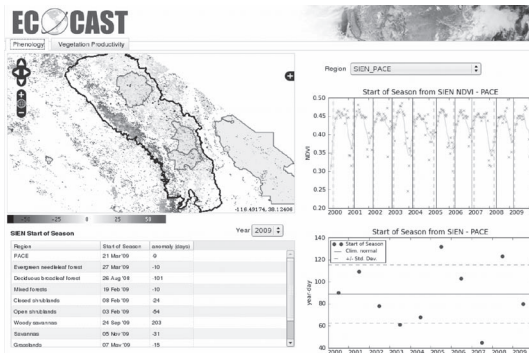 ECOCAST
Phenology Vegetation Productivity
Region SIEN_PACE
Start of Season from SIEN NDVI - PACE
0.50
0.45
0.40
0.35
0.30
0.25
0.20
NDVI
2000 2001 2002 2003 2004 2005 2006 2007 2008 2009
-118.49174, 38.12406
-25 0 25 50
SIEN Start of Season
Year 2009
Region Start of Season anomaly (days)
PACE 21 Mar '09 -9
Evergreen needleleaf forest 27 Mar '09 -10
Deciduous broadleaf forest 26 Aug '08 -101
Mixed forests 19 Feb '09 -10
Closed shrublands 09 Feb '09 -24
Open shrublands 03 Feb '09 -54
Woody savannas 24 Sep '09 203
Savannas 05 Nov '09 -31
Grasslands 07 May '09 -15
Start of Season from SIEN - PACE
140
120
100
80
60
40
year-day
Start of Season
Clim. normal
+/- Std. Dev.
2000 2001 2002 2003 2004 2005 2006 2007 2008 2009